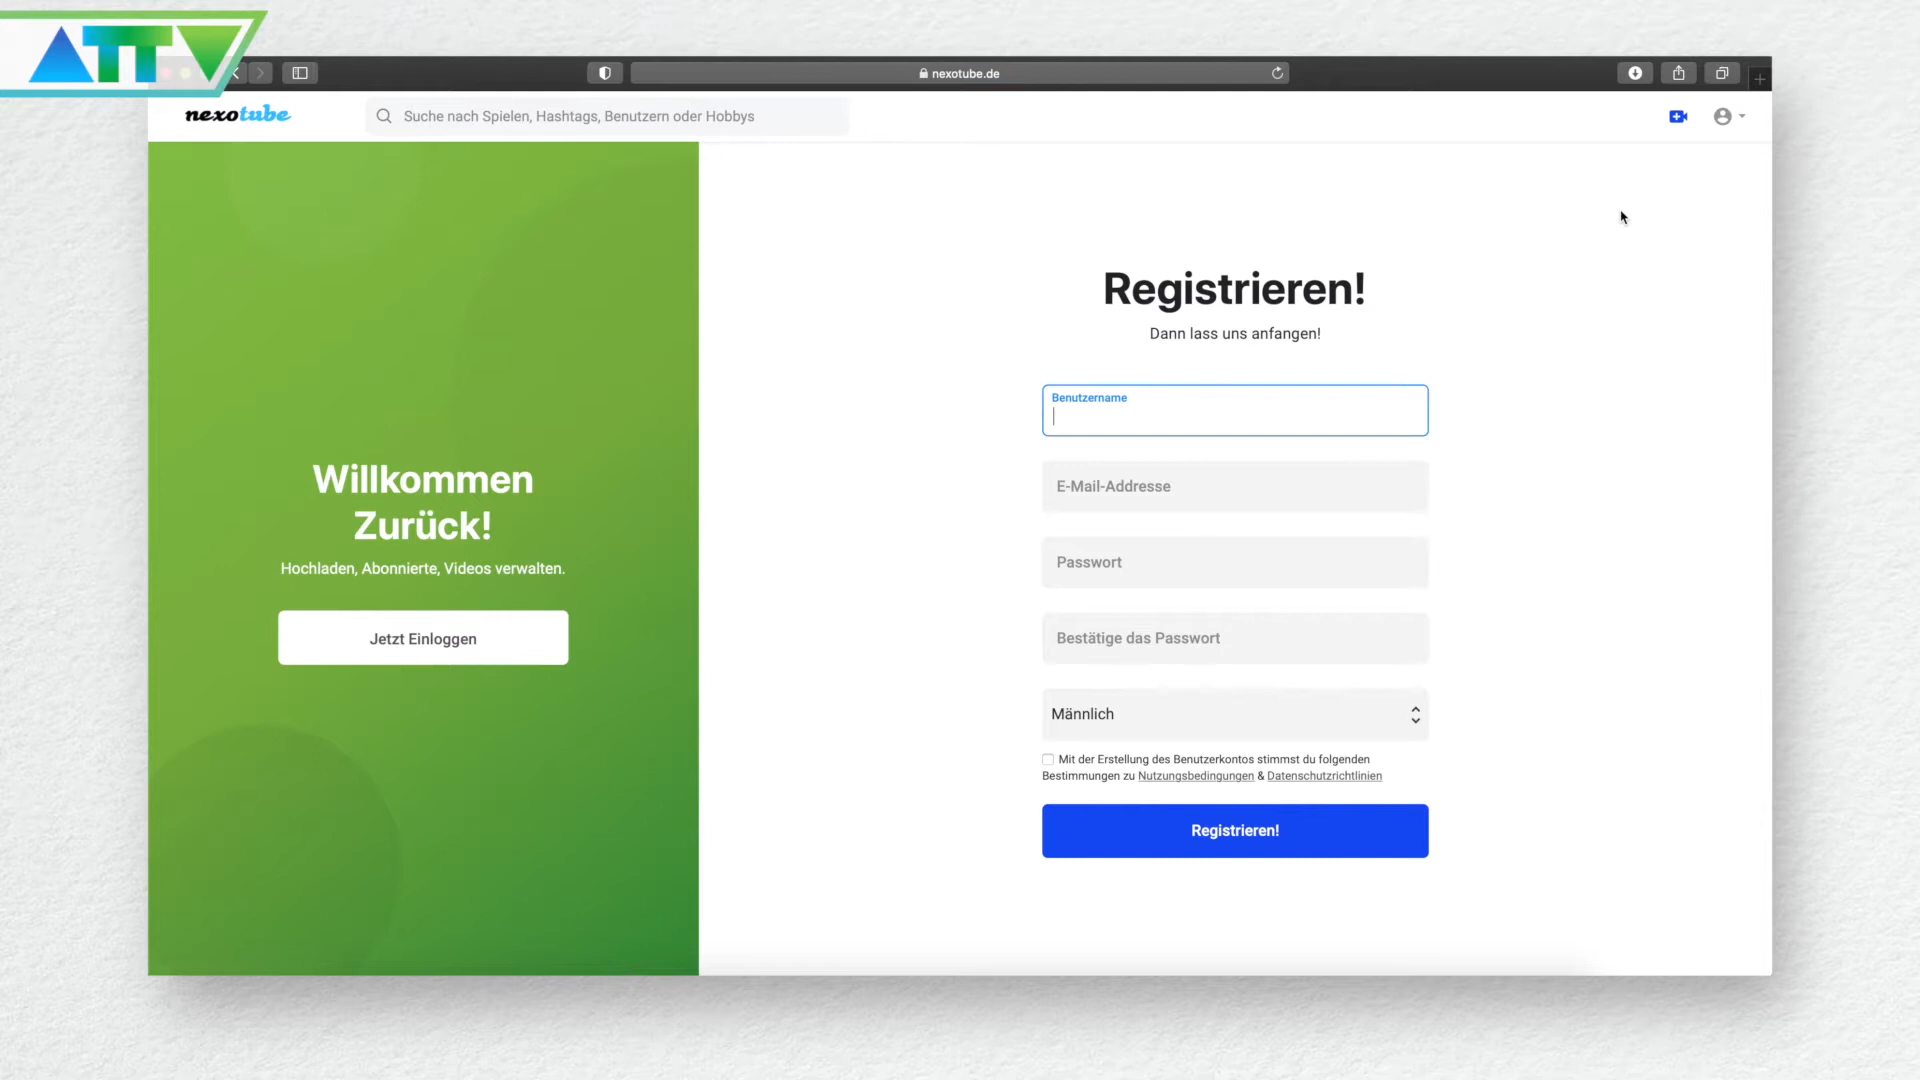 ATTV
nexotube.de
nexotube
Suche nach Spielen, Hashtags, Benutzern oder Hobbys
Willkommen
Zurück!
Hochladen, Abonnierte, Videos verwalten.
Jetzt Einloggen
Registrieren!
Dann lass uns anfangen!
Benutzername
E-Mail-Addresse
Passwort
Bestätige das Passwort
Männlich
Mit der Erstellung des Benutzerkontos stimmst du folgenden
Bestimmungen zu Nutzungsbedingungen & Datenschutzrichtlinien
Registrieren!